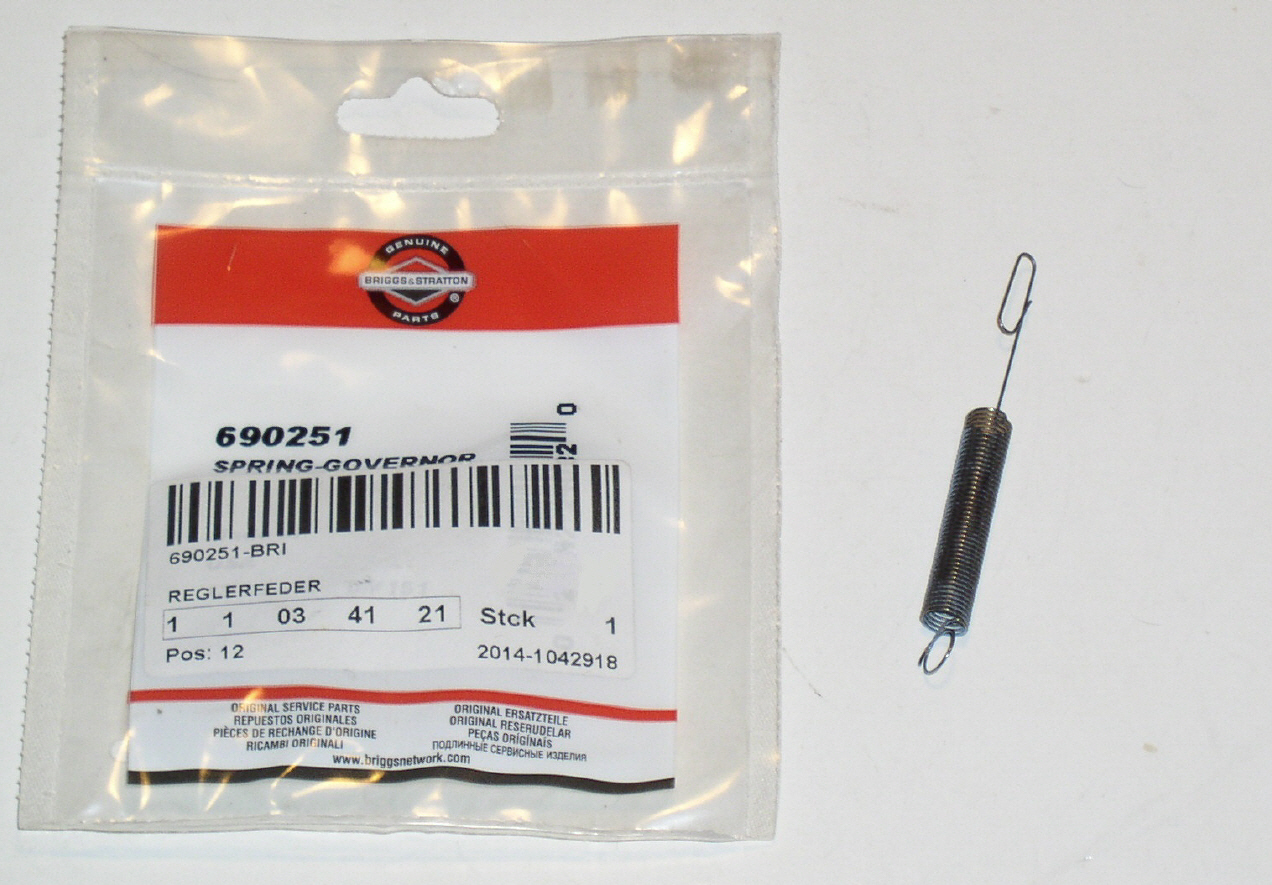 GENUINE
BRIGGS&STRATTON
®
PARTS
690251
SPRING-GOVERNOR
0
690251-BRI
REGLERFEDER
1 1 03 41 21 Stck 1
Pos: 12 2014-1042918
ORIGINAL SERVICE PARTS
REPUESTOS ORIGINALES
PIÈCES DE RECHANGE D'ORIGINE
RICAMBI ORIGINALI
ORIGINAL ERSATZTEILE
ORIGINAL RESERUDELAR
PEÇAS ORIGINAIS
ПОДЛИННЫЕ СЕРВИСНЫЕ ИЗДЕЛИЯ
www.briggsnetwork.com